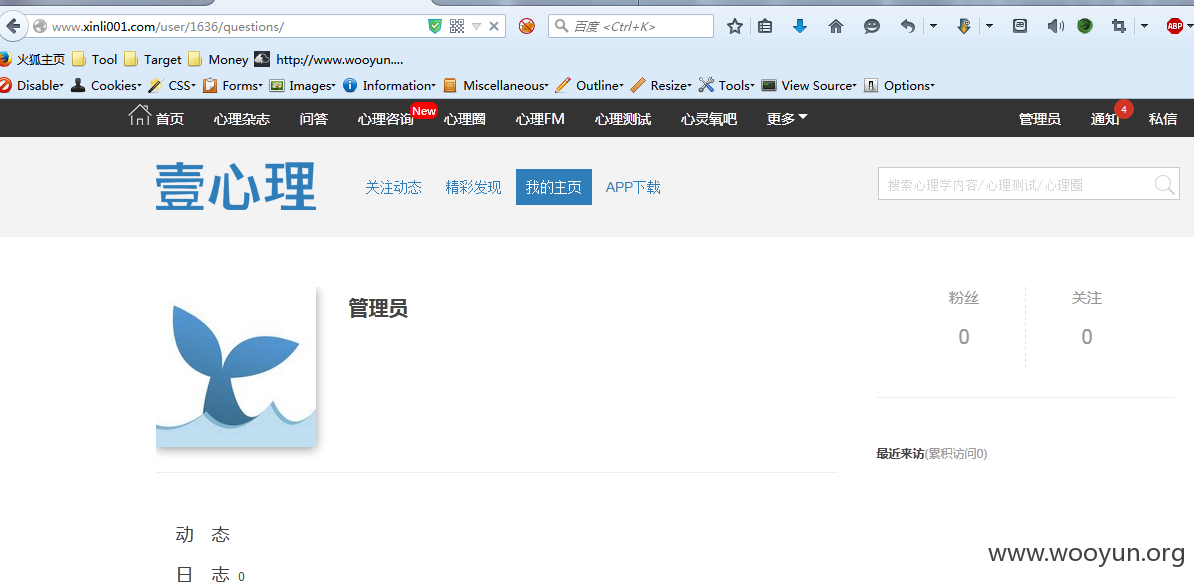 www.xinli001.com/user/1636/questions/
百度 <Ctrl+K>
ABP
火狐主页 Tool Target Money http://www.wooyun....
Disable Cookies CSS Forms Images Information Miscellaneous Outline Resize Tools View Source Options
首页 心理杂志 问答 心理咨询 New 心理圈 心理FM 心理测试 心灵氧吧 更多 管理员 通知 4 私信
壹心理 关注动态 精彩发现 我的主页 APP下载 搜索心理学内容/心理测试/心理圈
管理员
粉丝 关注
0 0
最近来访(累积访问0)
动 态
日 志 0
www.wooyun.org